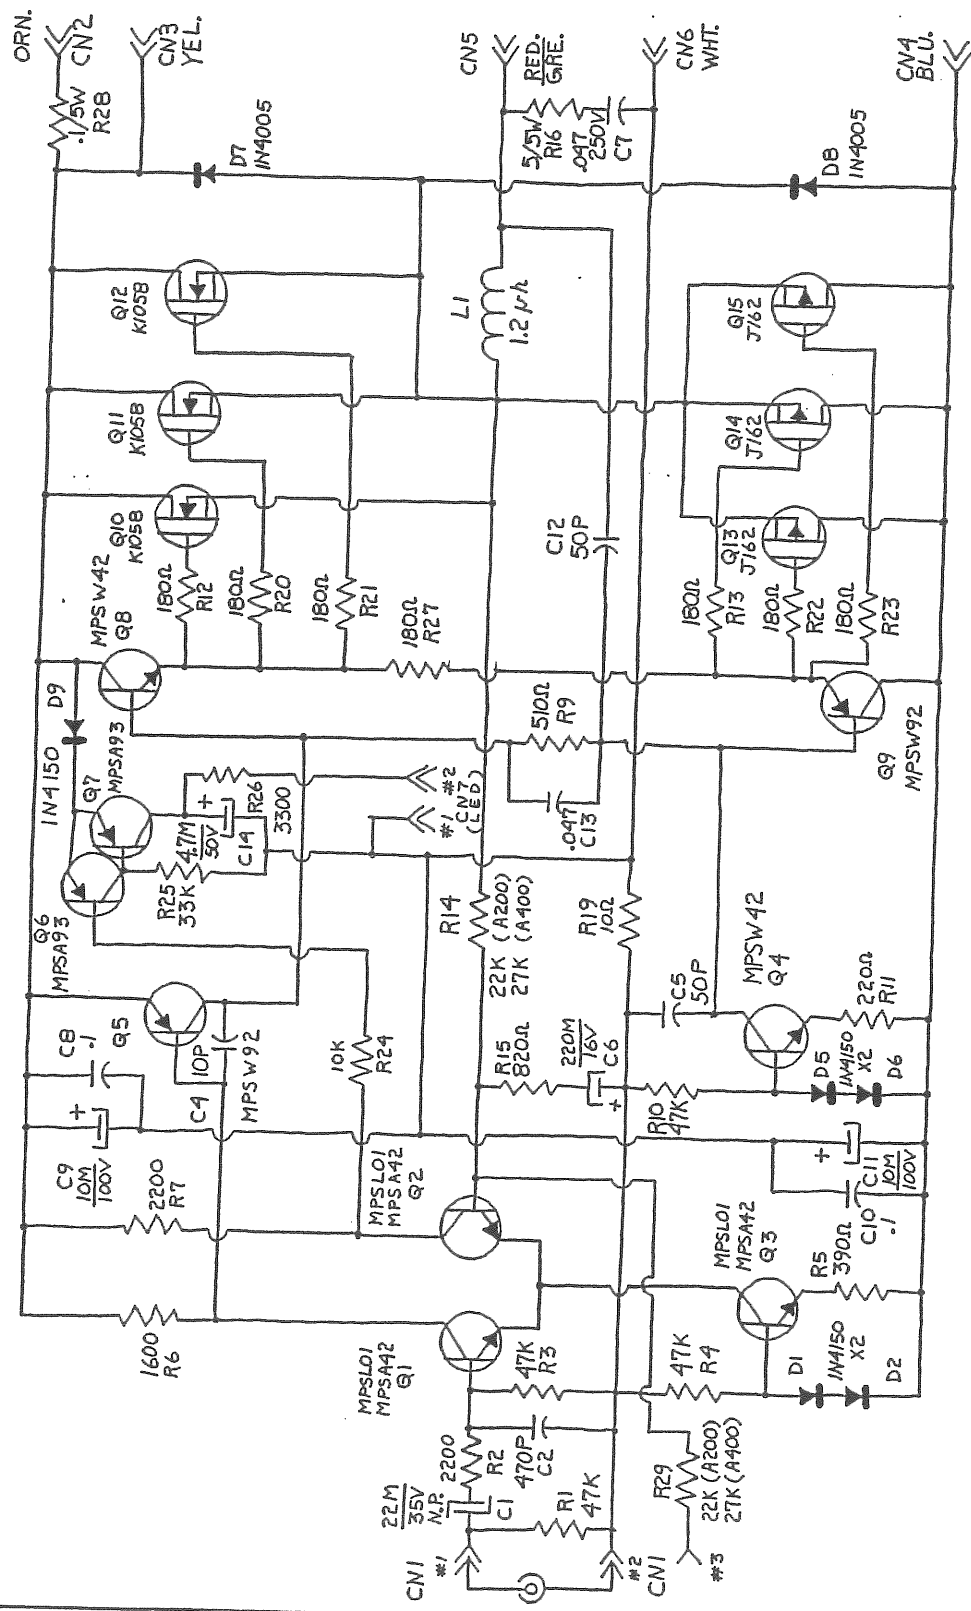 ORN.
CN2
CN3
YEL.
.1/5W
R28
D7
1N4005
CN5
RED.
GRE.
5/5W
R16
.047
250V
C7
CN6
WHT.
CN4
BLU.
D8
1N4005
Q12
K1058
Q11
K1058
Q10
K1058
L1
1.2µh
Q15
J162
Q14
J162
Q13
J162
C12
50P
180Ω
R12
180Ω
R20
180Ω
R21
180Ω
R27
180Ω
R13
180Ω
R22
180Ω
R23
MPSW42
Q8
D9
1N4150
Q7
MPSA93
Q6
MPSA93
R25
33K
4.7M
50V
C14
R26
3300
#1
#2
CN7
(LED)
510Ω
R9
.047
C13
Q9
MPSW92
R14
22K (A200)
27K (A400)
R19
10Ω
MPSW42
Q4
C5
50P
220Ω
R11
C8
.1
Q5
10P
C4
MPSW92
10K
R24
R15
820Ω
220M
16V
C6
R10
47K
D5
1N4150
X2
D6
C9
10M
100V
2200
R7
MPSL01
MPSA42
Q2
C11
10M
100V
C10
.1
MPSL01
MPSA42
Q3
R5
390Ω
1600
R6
MPSL01
MPSA42
Q1
47K
R3
47K
R4
D1
1N4150
X2
D2
22M
35V
N.P.
C1
2200
R2
470P
C2
R1
47K
R29
22K (A200)
27K (A400)
CN1
#1
#2
CN1
#3